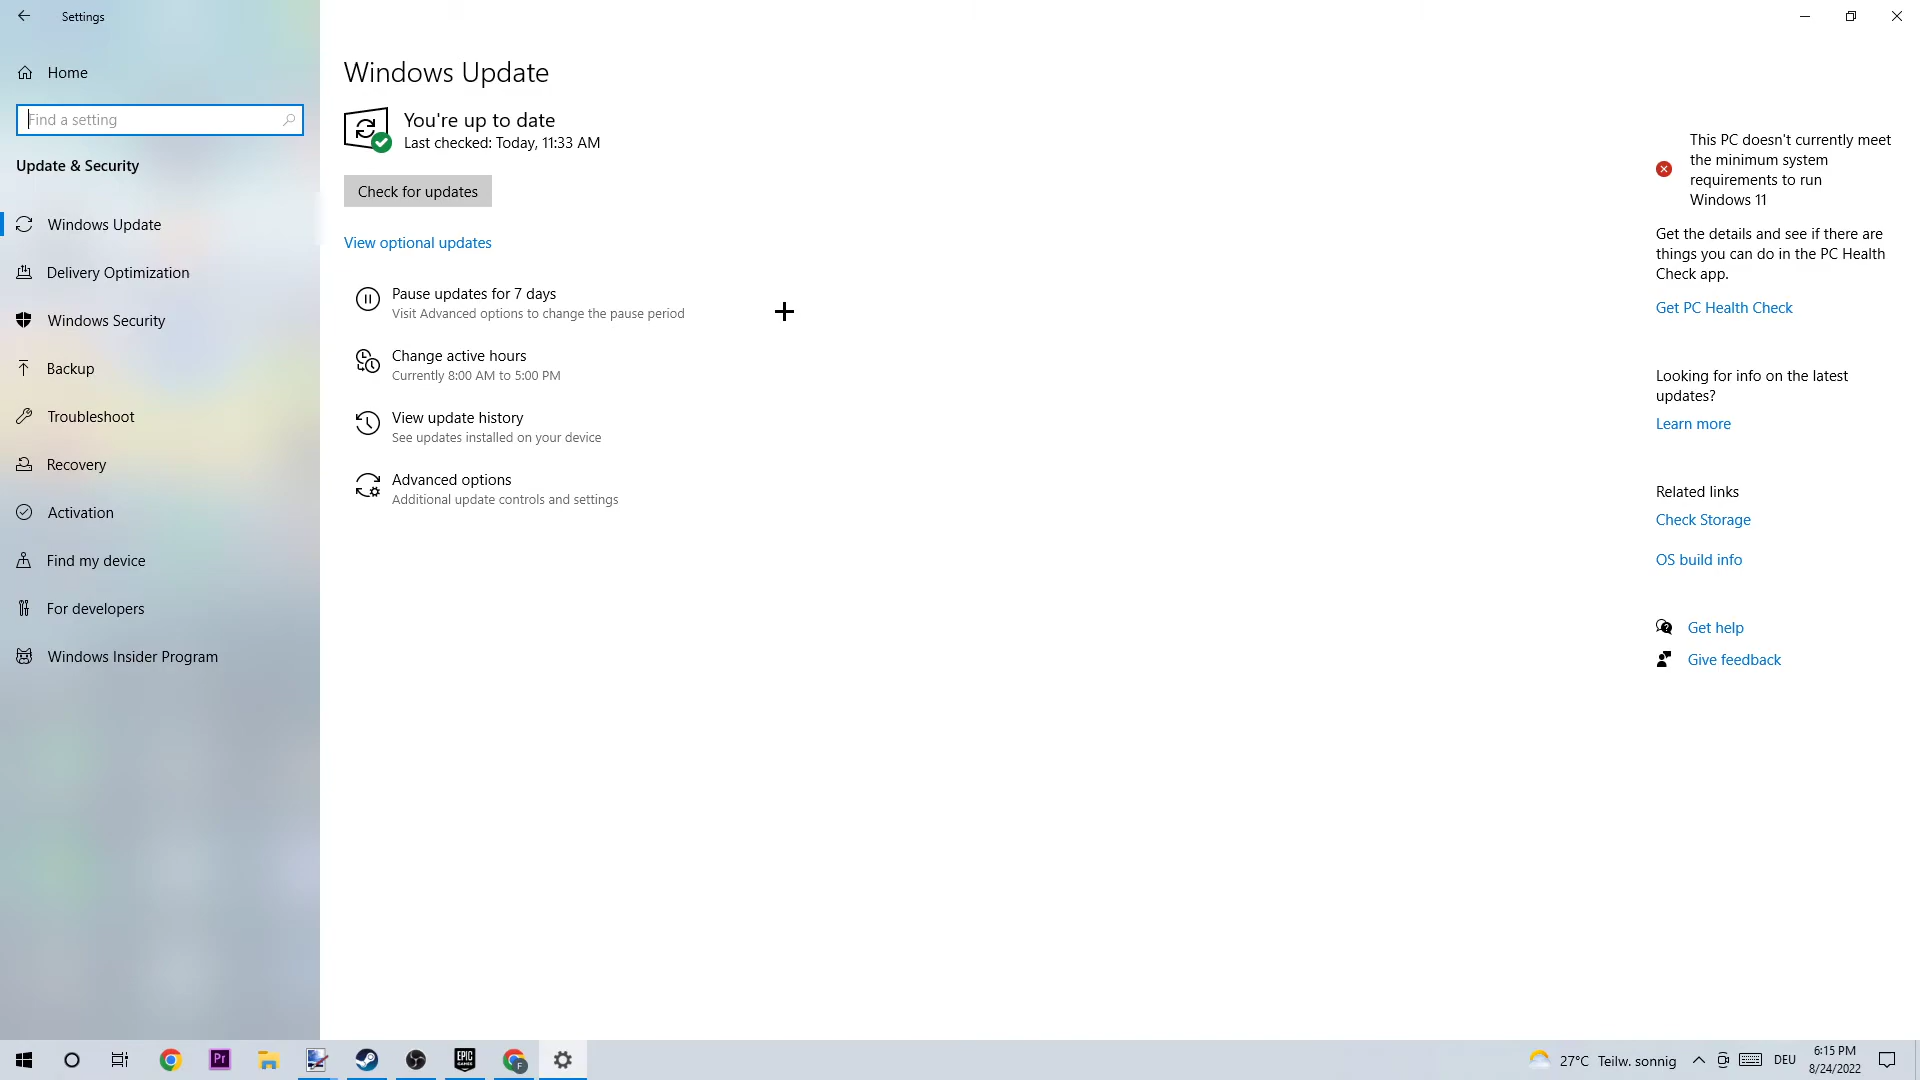 Settings
Home
Find a setting
Update & Security
Windows Update
Delivery Optimization
Windows Security
Backup
Troubleshoot
Recovery
Activation
Find my device
For developers
Windows Insider Program
Windows Update
You're up to date
Last checked: Today, 11:33 AM
Check for updates
View optional updates
Pause updates for 7 days
Visit Advanced options to change the pause period
Change active hours
Currently 8:00 AM to 5:00 PM
View update history
See updates installed on your device
Advanced options
Additional update controls and settings
This PC doesn't currently meet
the minimum system
requirements to run
Windows 11
Get the details and see if there are
things you can do in the PC Health
Check app.
Get PC Health Check
Looking for info on the latest
updates?
Learn more
Related links
Check Storage
OS build info
Get help
Give feedback
Pr
EPIC
GAMES
F
27°C Teilw. sonnig
DEU
6:15 PM
8/24/2022